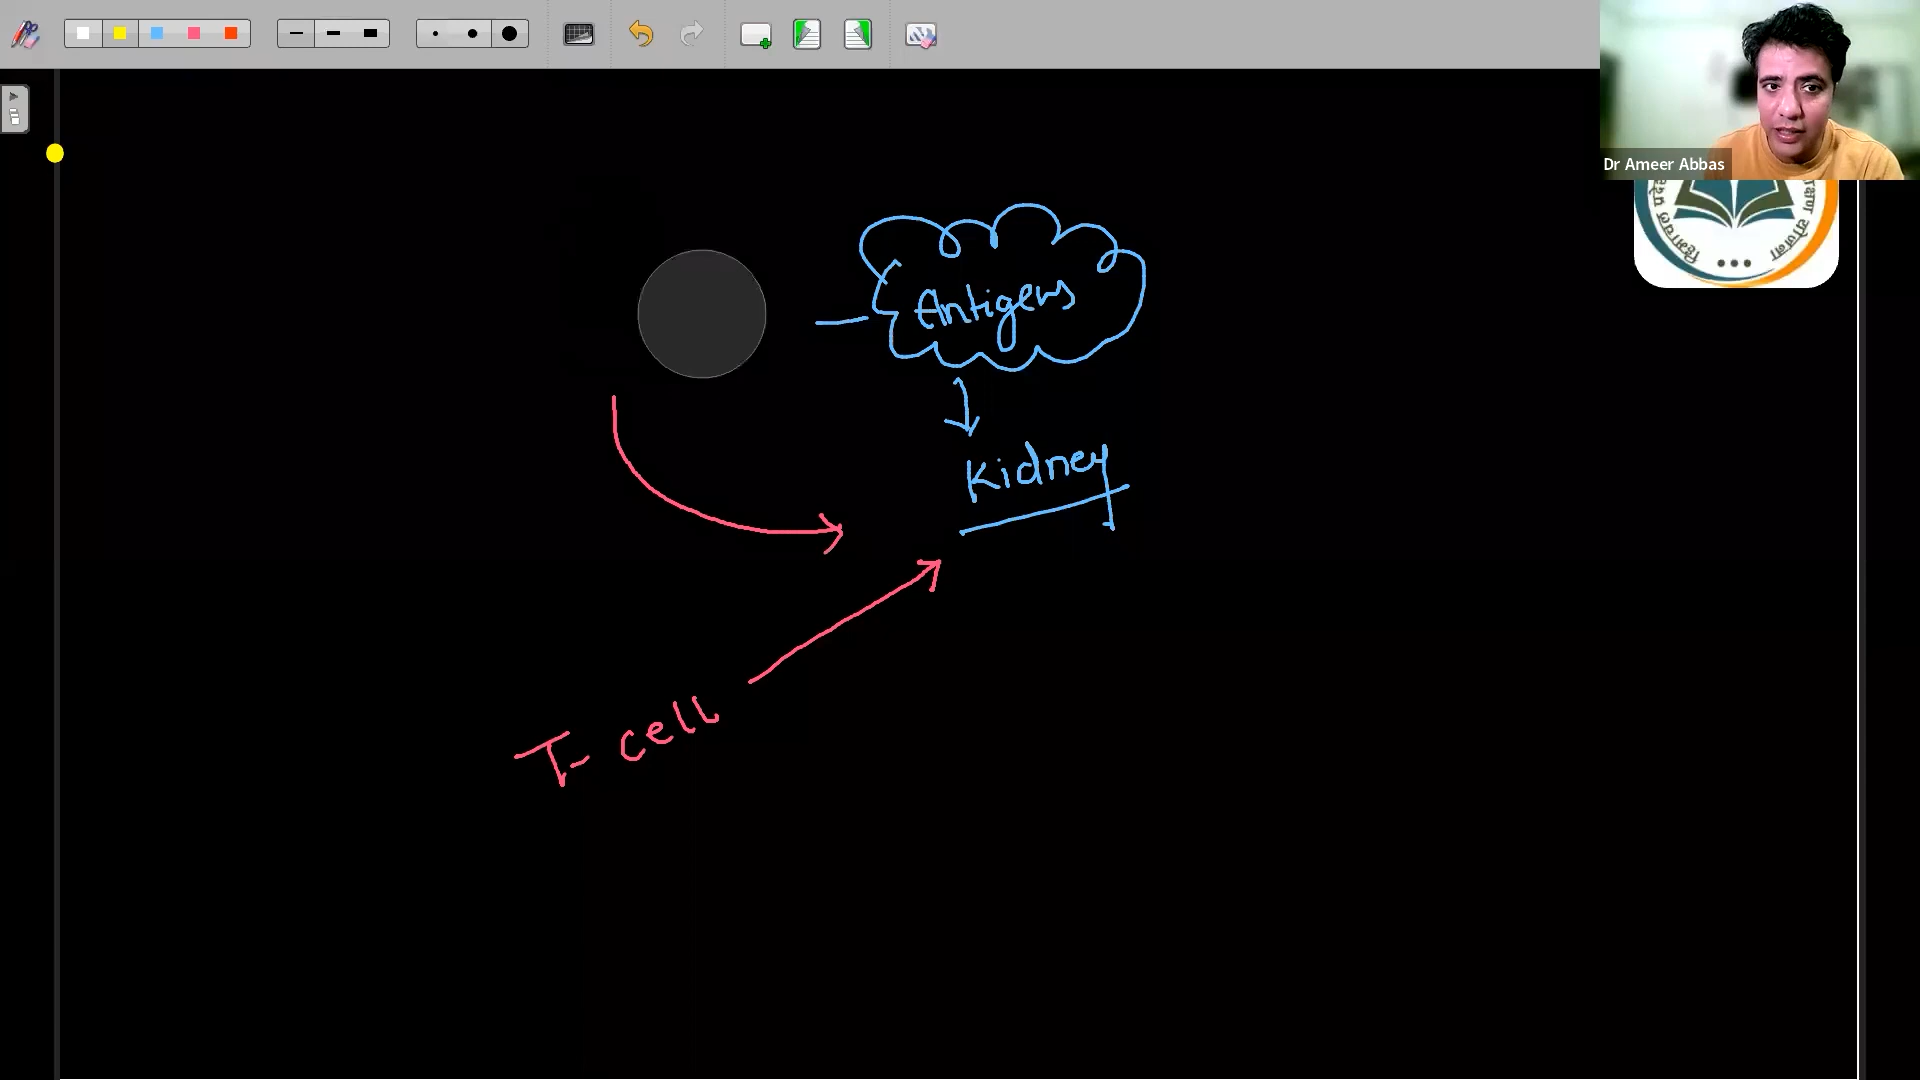 Dr Ameer Abbas
Antigens
Kidney
T- cell